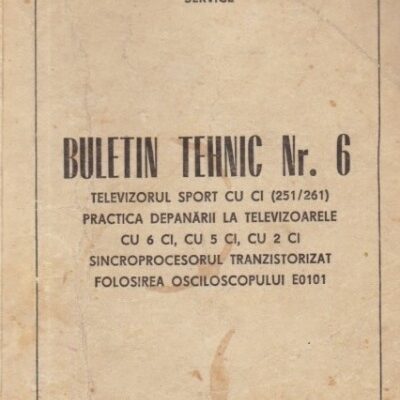 SERVICE
BULETIN TEHNIC Nr. 6
TELEVIZORUL SPORT CU CI (251/261)
PRACTICA DEPANĂRII LA TELEVIZOARELE
CU 6 CI, CU 5 CI, CU 2 CI
SINCROPROCESORUL TRANZISTORIZAT
FOLOSIREA OSCILOSCOPULUI E0101